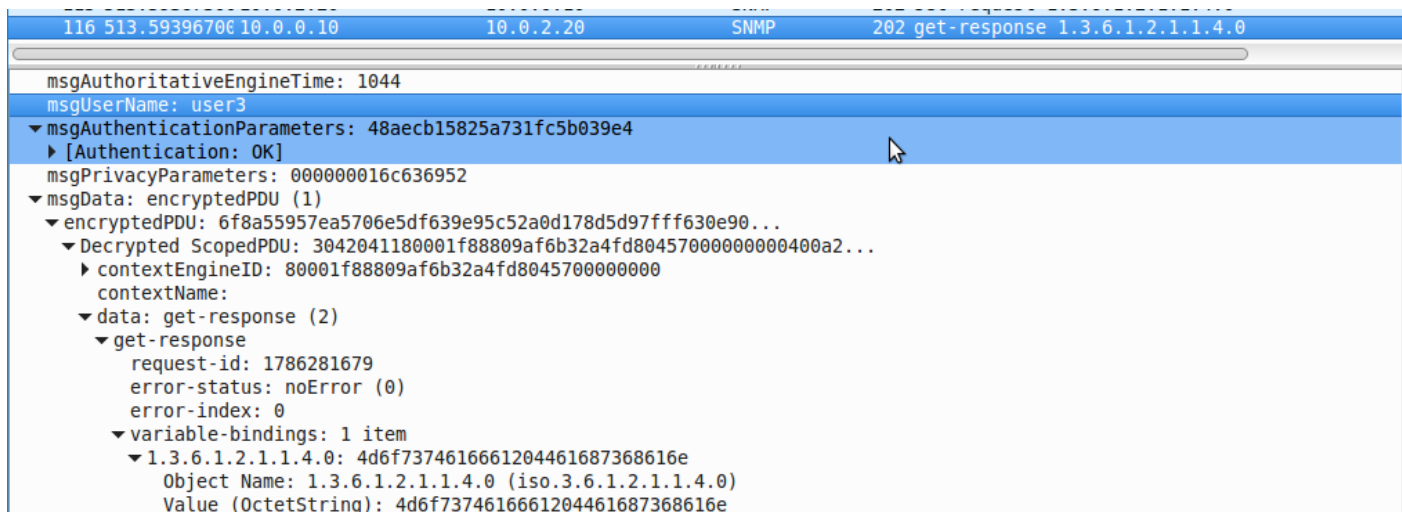 116 513.59396700 10.0.0.10 10.0.2.20 SNMP 202 get-response 1.3.6.1.2.1.1.4.0
msgAuthoritativeEngineTime: 1044
msgUserName: user3
msgAuthenticationParameters: 48aecb15825a731fc5b039e4
[Authentication: OK]
msgPrivacyParameters: 000000016c636952
msgData: encryptedPDU (1)
encryptedPDU: 6f8a55957ea5706e5df639e95c52a0d178d5d97fff630e90...
Decrypted ScopedPDU: 3042041180001f88809af6b32a4fd80457000000000400a2...
contextEngineID: 80001f88809af6b32a4fd8045700000000
contextName:
data: get-response (2)
get-response
request-id: 1786281679
error-status: noError (0)
error-index: 0
variable-bindings: 1 item
1.3.6.1.2.1.1.4.0: 4d6f7374616661204461687368616e
Object Name: 1.3.6.1.2.1.1.4.0 (iso.3.6.1.2.1.1.4.0)
Value (OctetString): 4d6f7374616661204461687368616e